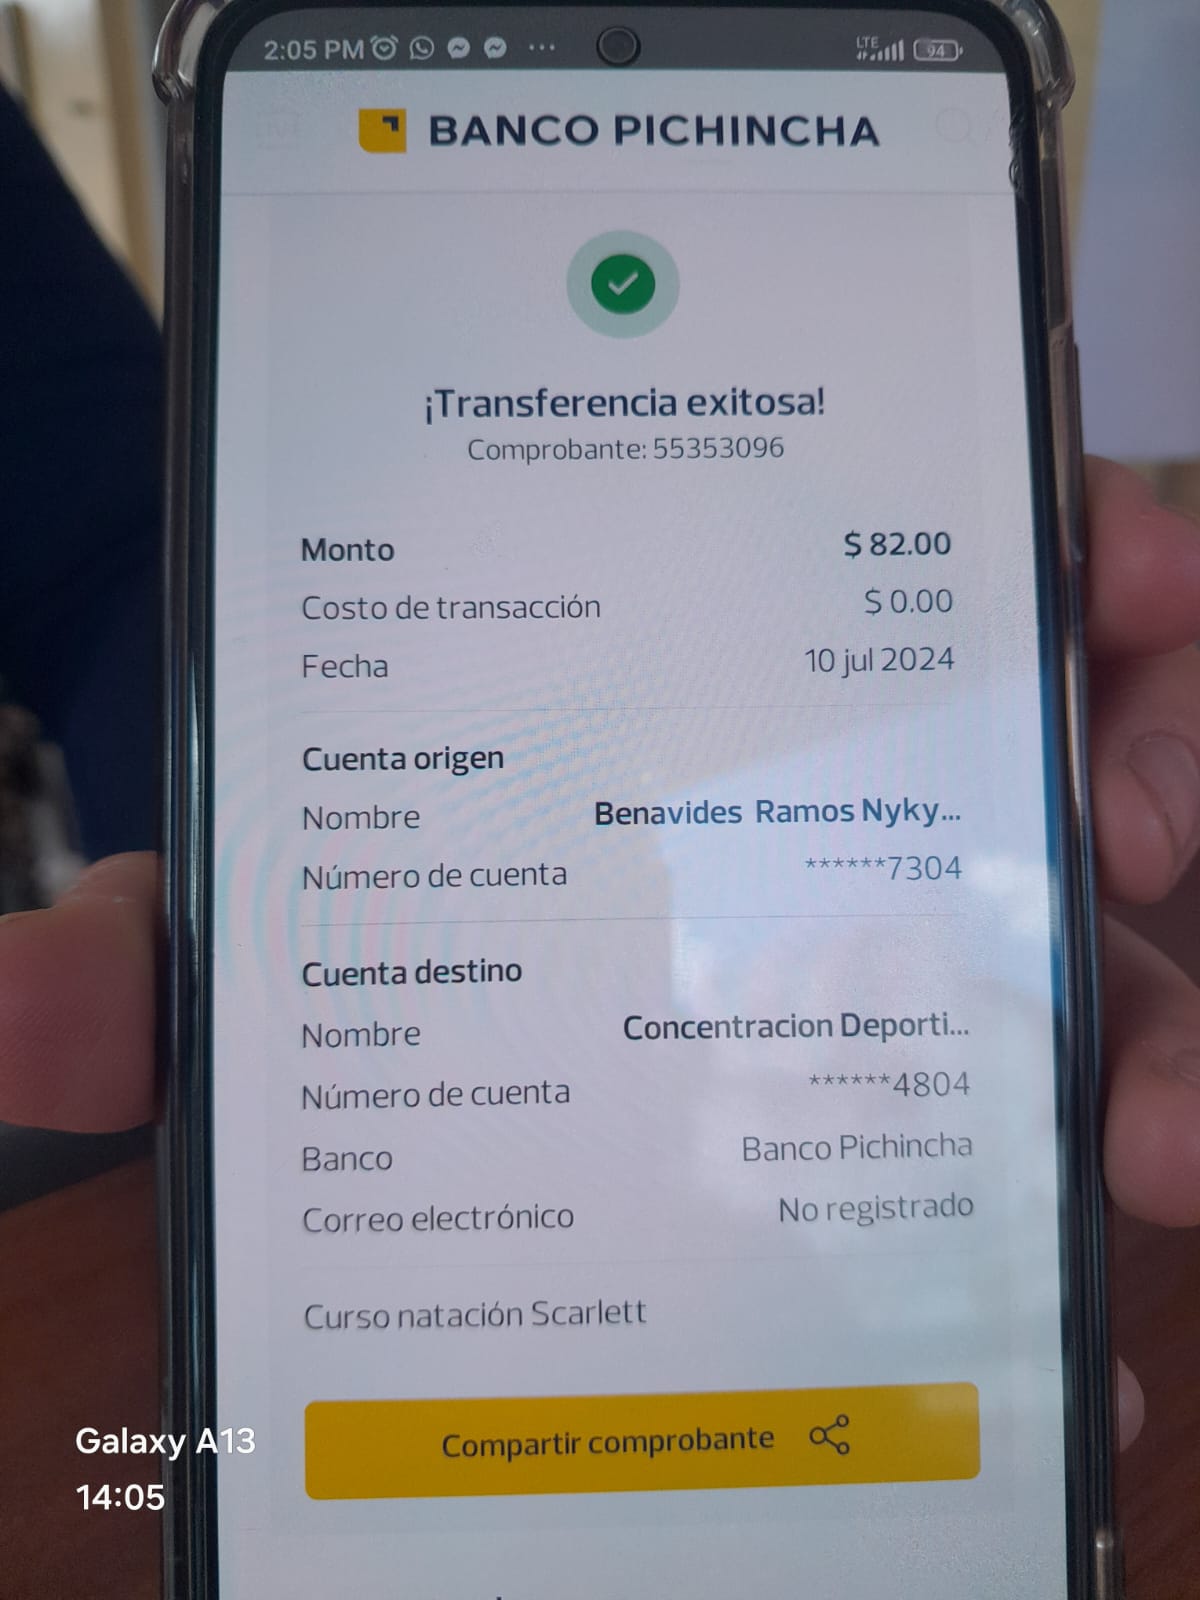 2:05 PM
LTE
94
BANCO PICHINCHA
¡Transferencia exitosa!
Comprobante: 55353096
Monto $ 82.00
Costo de transacción $ 0.00
Fecha 10 jul 2024
Cuenta origen
Nombre Benavides Ramos Nyky...
Número de cuenta ******7304
Cuenta destino
Nombre Concentracion Deporti...
Número de cuenta ******4804
Banco Banco Pichincha
Correo electrónico No registrado
Curso natación Scarlett
Compartir comprobante
Galaxy A13
14:05